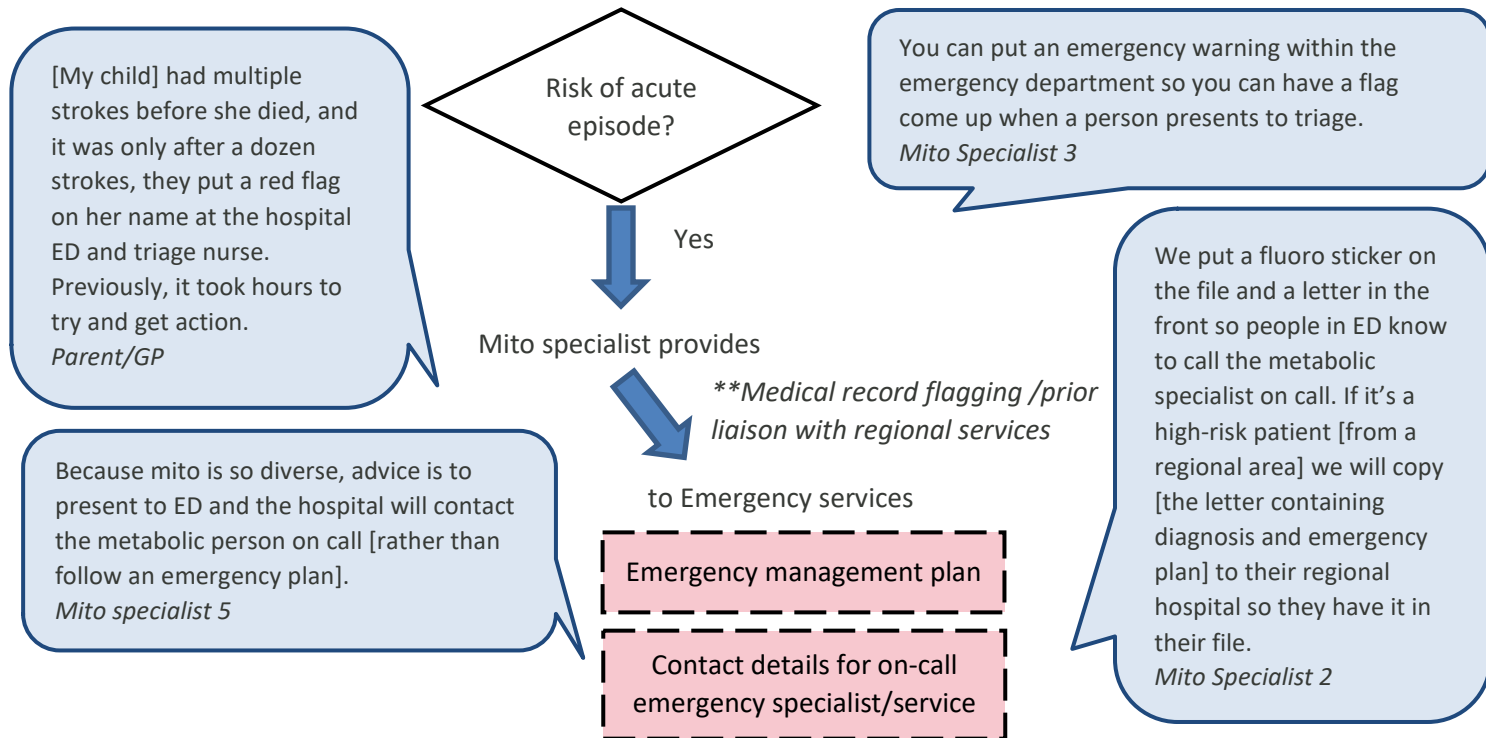 [My child] had multiple
strokes before she died, and
it was only after a dozen
strokes, they put a red flag
on her name at the hospital
ED and triage nurse.
Previously, it took hours to
try and get action.
Parent/GP
Risk of acute
episode?
You can put an emergency warning within the
emergency department so you can have a flag
come up when a person presents to triage.
Mito Specialist 3
Yes
Mito specialist provides
**Medical record flagging /prior
liaison with regional services
We put a fluoro sticker on
the file and a letter in the
front so people in ED know
to call the metabolic
specialist on call. If it’s a
high-risk patient [from a
regional area] we will copy
[the letter containing
diagnosis and emergency
plan] to their regional
hospital so they have it in
their file.
Mito Specialist 2
Because mito is so diverse, advice is to
present to ED and the hospital will contact
the metabolic person on call [rather than
follow an emergency plan].
Mito specialist 5
to Emergency services
Emergency management plan
Contact details for on-call
emergency specialist/service